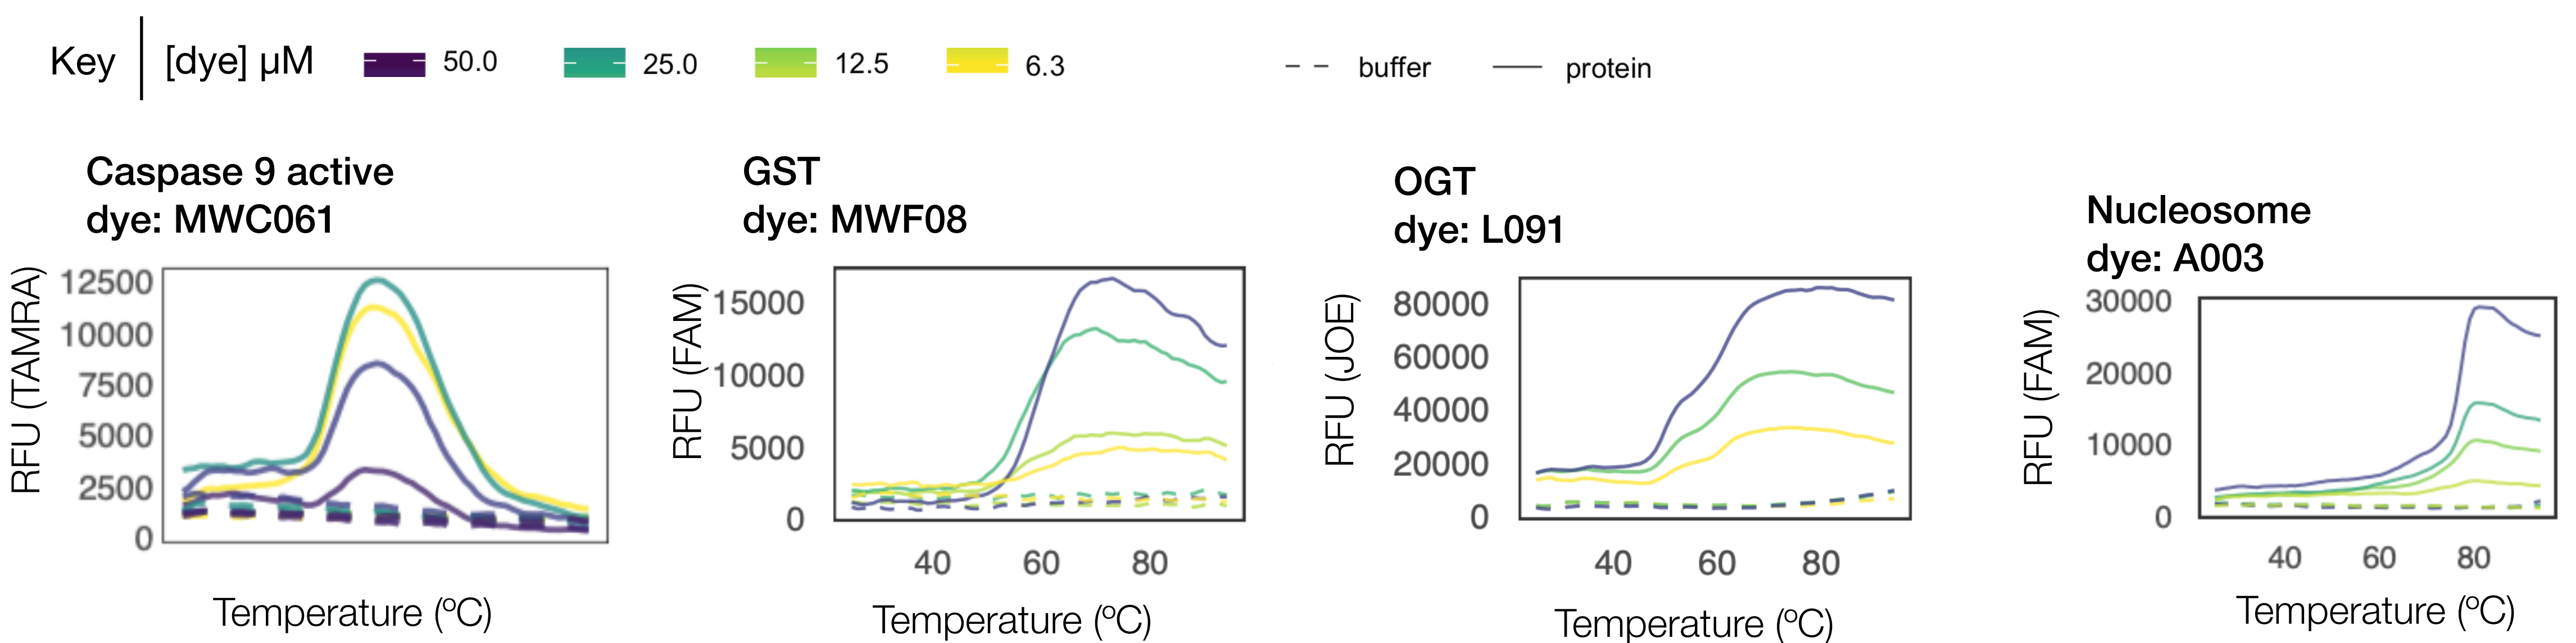 Key [dye] µM 50.0 25.0 12.5 6.3 buffer protein
Caspase 9 active
dye: MWC061
RFU (TAMRA)
12500
10000
7500
5000
2500
0
Temperature (ºC)
GST
dye: MWF08
RFU (FAM)
15000
10000
5000
0
40 60 80
Temperature (ºC)
OGT
dye: L091
RFU (JOE)
80000
60000
40000
20000
0
40 60 80
Temperature (ºC)
Nucleosome
dye: A003
RFU (FAM)
30000
20000
10000
0
40 60 80
Temperature (ºC)